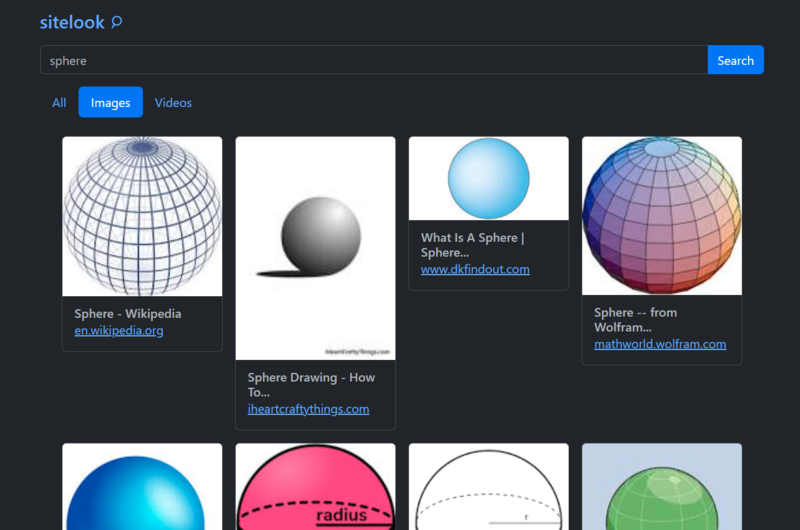 sitelook
sphere
Search
All
Images
Videos
Sphere - Wikipedia
en.wikipedia.org
iHeartCraftyThings.com
Sphere Drawing - How
To...
iheartcraftythings.com
What Is A Sphere |
Sphere...
www.dkfindout.com
Sphere -- from
Wolfram...
mathworld.wolfram.com
radius
r